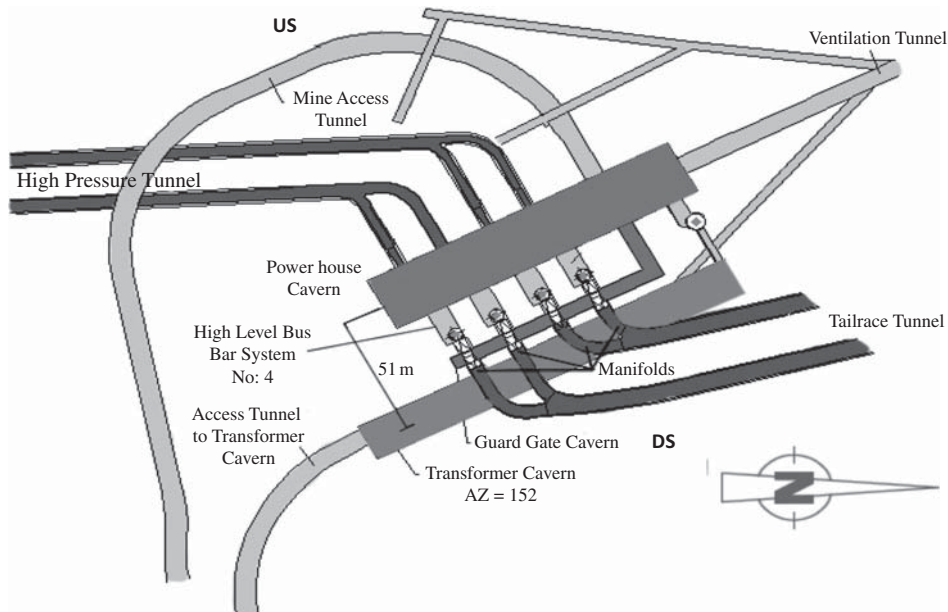 US
Ventilation Tunnel
Mine Access
Tunnel
High Pressure Tunnel
Power house
Cavern
High Level Bus
Bar System
No: 4
51 m
Tailrace Tunnel
Manifolds
Access Tunnel
to Transformer
Cavern
Guard Gate Cavern
DS
Transformer Cavern
AZ = 152
N